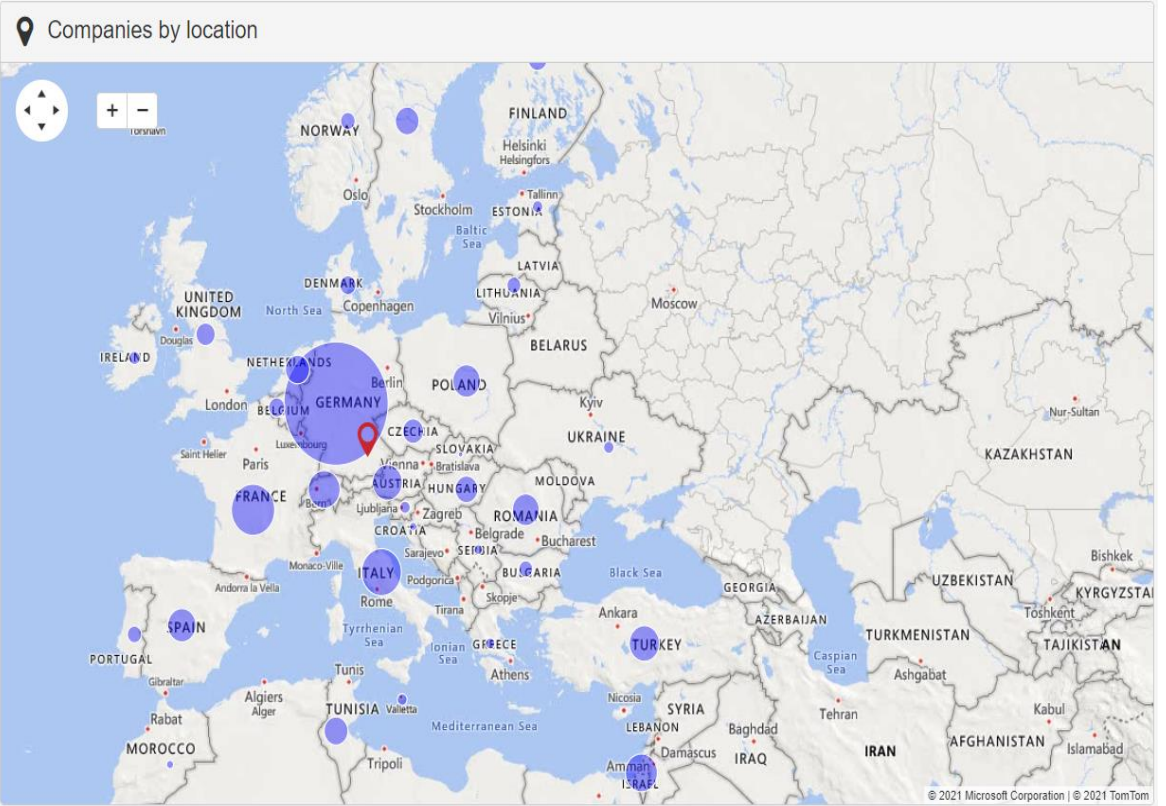 Companies by location
+ −
Torshavn
NORWAY
FINLAND
Helsinki
Helsingfors
Oslo
Stockholm
Tallinn
ESTONIA
Baltic
Sea
LATVIA
DENMARK
LITHUANIA
Copenhagen
Vilnius
Moscow
UNITED
KINGDOM
North Sea
Douglas
IRELAND
BELARUS
NETHERLANDS
Berlin
POLAND
London
BELGIUM
GERMANY
Kyiv
Nur-Sultan
Luxembourg
CZECHIA
UKRAINE
SLOVAKIA
KAZAKHSTAN
Saint Helier
Paris
Vienna
Bratislava
AUSTRIA
HUNGARY
MOLDOVA
FRANCE
Bern
Ljubljana
Zagreb
ROMANIA
CROATIA
Belgrade
Bucharest
Sarajevo
SERBIA
Monaco-Ville
ITALY
Podgorica
BULGARIA
Black Sea
Bishkek
Andorra la Vella
Rome
Skopje
GEORGIA
UZBEKISTAN
KYRGYZSTA
Tirana
Ankara
AZERBAIJAN
Toshkent
SPAIN
Tyrrhenian
Sea
Ionian
Sea
GREECE
TURKEY
TURKMENISTAN
TAJIKISTAN
PORTUGAL
Athens
Caspian
Sea
Ashgabat
Gibraltar
Tunis
Algiers
Alger
Nicosia
SYRIA
TUNISIA
Valletta
Tehran
Kabul
Rabat
Mediterranean Sea
LEBANON
Baghdad
MOROCCO
Damascus
IRAQ
IRAN
AFGHANISTAN
Islamabad
Tripoli
Amman
ISRAEL
© 2021 Microsoft Corporation | © 2021 TomTom